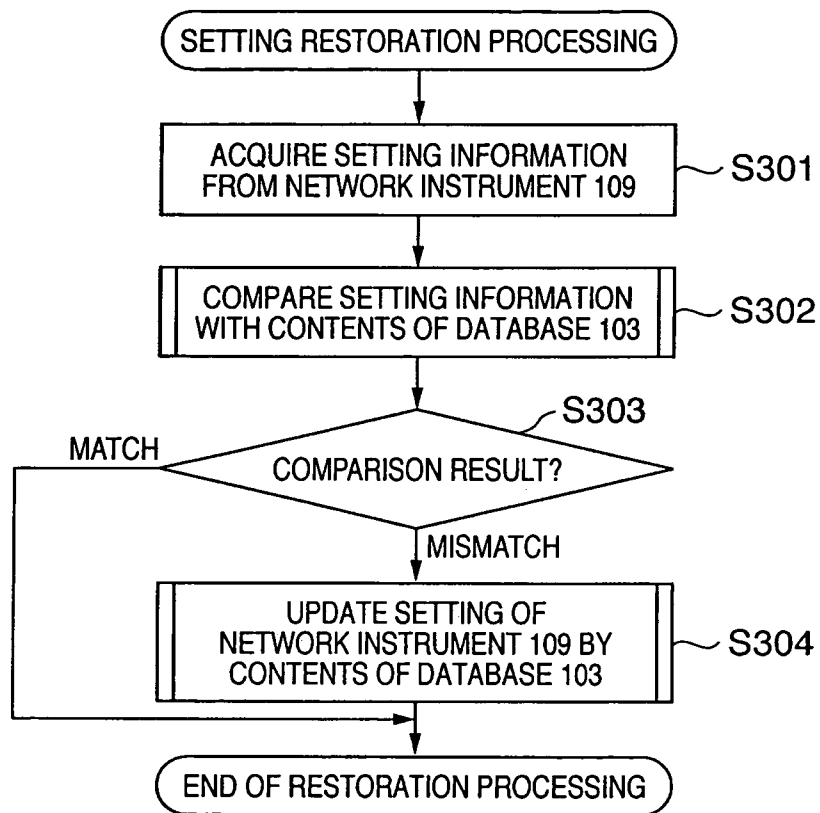 SETTING RESTORATION PROCESSING
ACQUIRE SETTING INFORMATION
FROM NETWORK INSTRUMENT 109
S301
COMPARE SETTING INFORMATION
WITH CONTENTS OF DATABASE 103
S302
S303
MATCH
COMPARISON RESULT?
MISMATCH
UPDATE SETTING OF
NETWORK INSTRUMENT 109 BY
CONTENTS OF DATABASE 103
S304
END OF RESTORATION PROCESSING